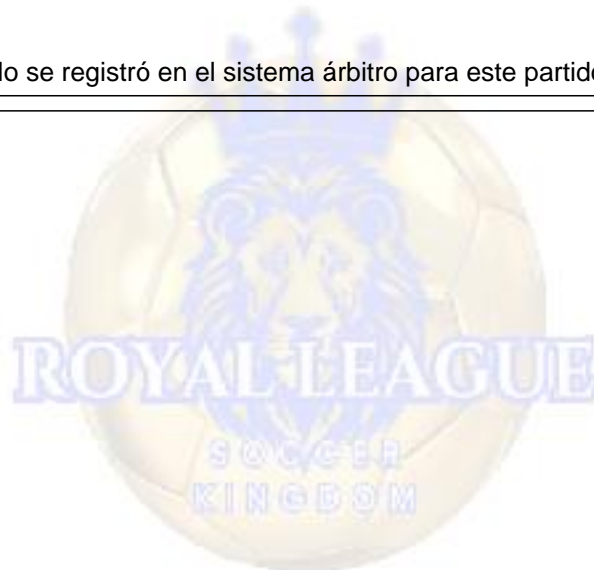 se registró en el sistema árbitro para este
ROYAL LEAGUE
SOCCER
KINGDOM